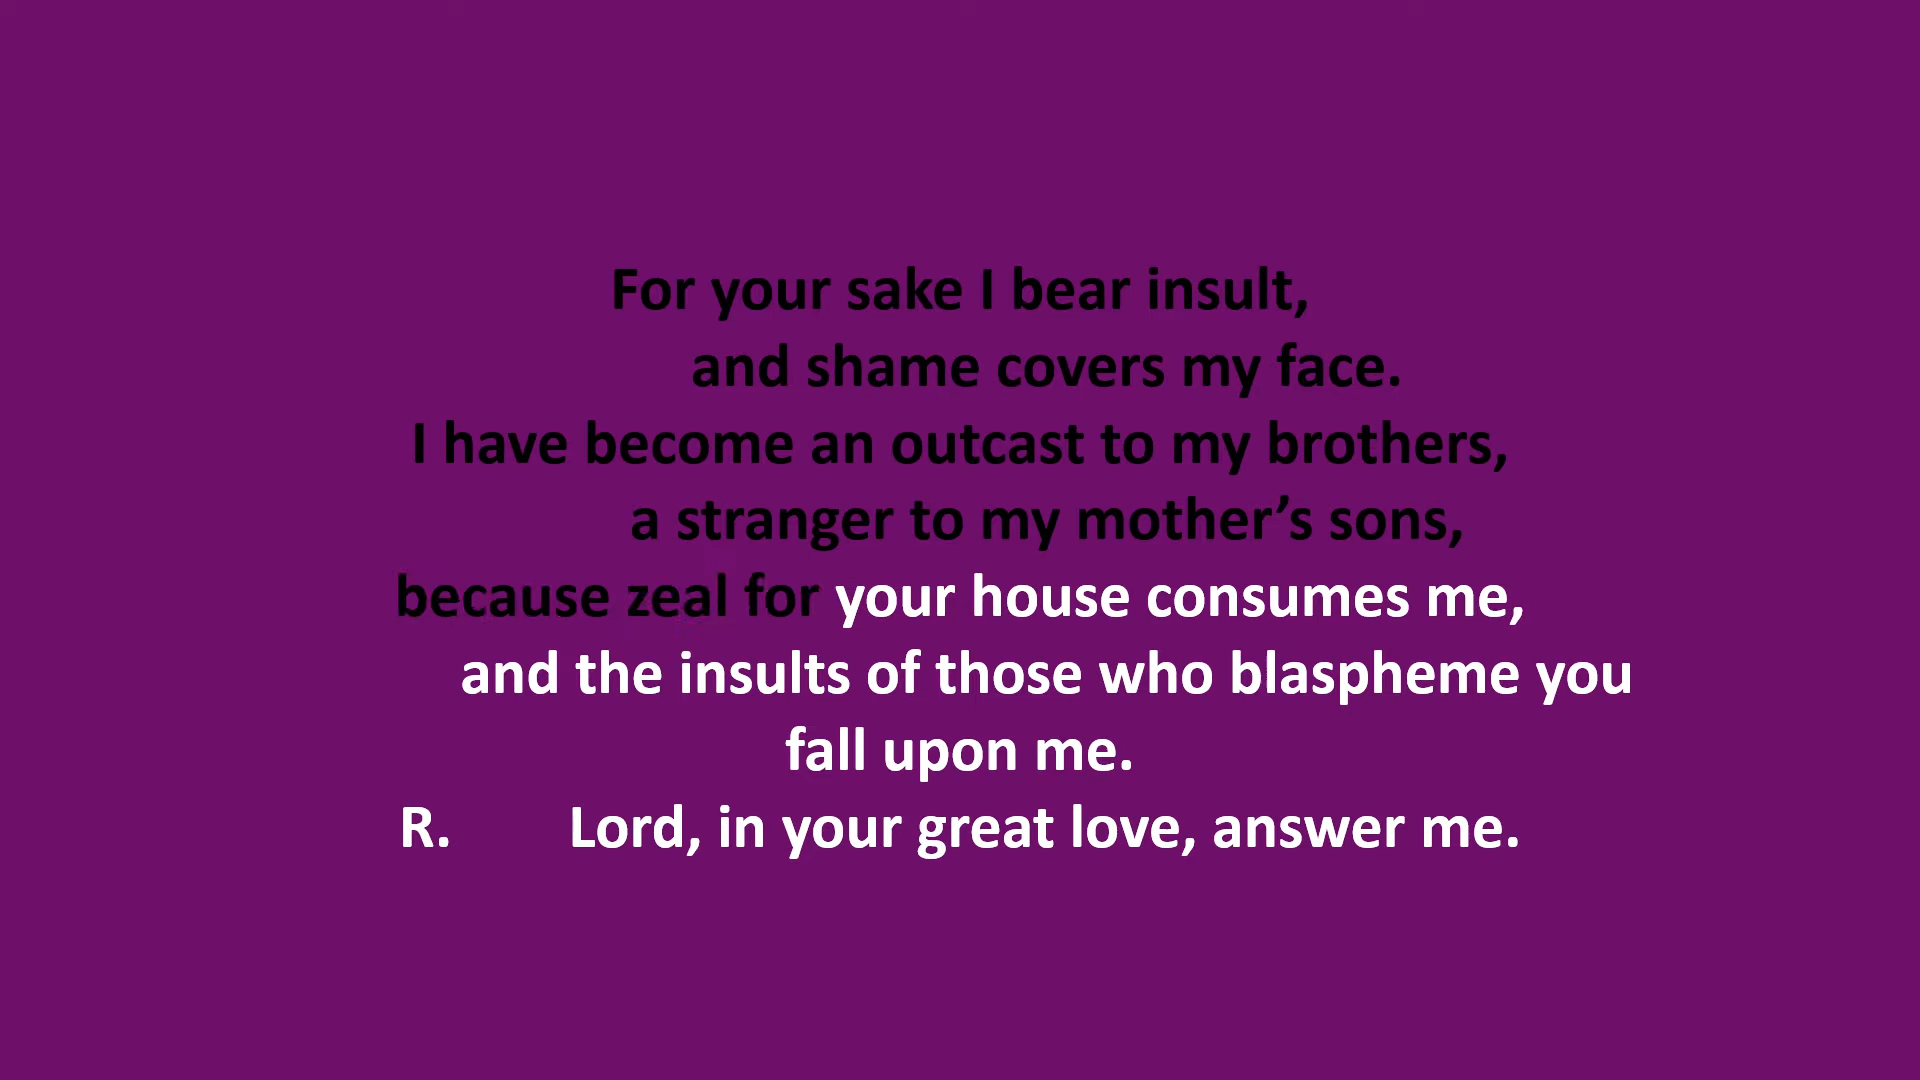 For your sake I bear insult,
and shame covers my face.
I have become an outcast to my brothers,
a stranger to my mother’s sons,
because zeal for your house consumes me,
and the insults of those who blaspheme you
fall upon me.
R. Lord, in your great love, answer me.